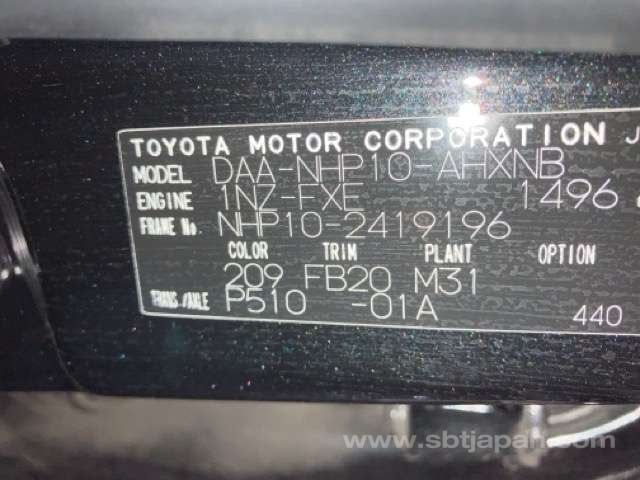 TOYOTA MOTOR CORPORATION J
MODEL DAA-NHP10-AHXNB
ENGINE 1NZ-FXE 1496
FRAME No. NHP10-2419196
COLOR TRIM PLANT OPTION
209 FB20 M31
TRANS/AXLE P510 -01A 440
www.sbtjapan.com